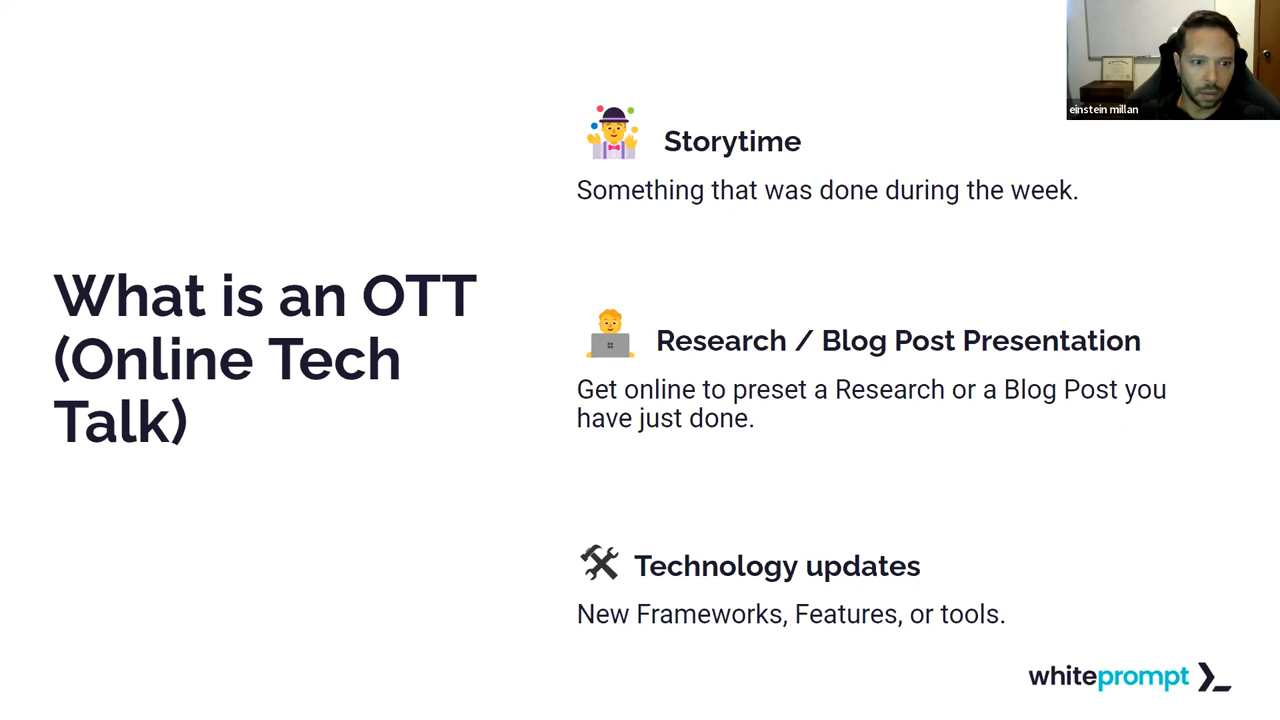 einstein millan
What is an OTT
(Online Tech
Talk)
Storytime
Something that was done during the week.
Research / Blog Post Presentation
Get online to preset a Research or a Blog Post you
have just done.
Technology updates
New Frameworks, Features, or tools.
whiteprompt